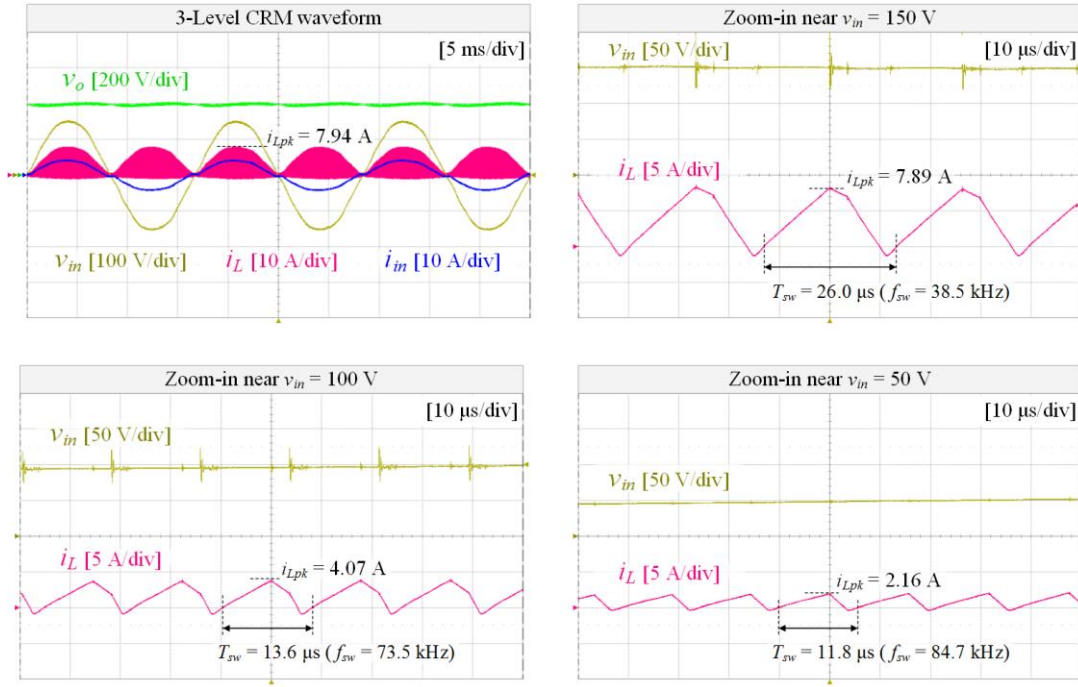 3-Level CRM waveform
[5 ms/div]
vo [200 V/div]
iLpk = 7.94 A
vin [100 V/div]
iL [10 A/div]
iin [10 A/div]
Zoom-in near vin = 150 V
vin [50 V/div]
[10 μs/div]
iL [5 A/div]
iLpk = 7.89 A
Tsw = 26.0 μs ( fsw = 38.5 kHz)
Zoom-in near vin = 100 V
[10 μs/div]
vin [50 V/div]
iL [5 A/div]
iLpk = 4.07 A
Tsw = 13.6 μs ( fsw = 73.5 kHz)
Zoom-in near vin = 50 V
[10 μs/div]
vin [50 V/div]
iL [5 A/div]
iLpk = 2.16 A
Tsw = 11.8 μs ( fsw = 84.7 kHz)